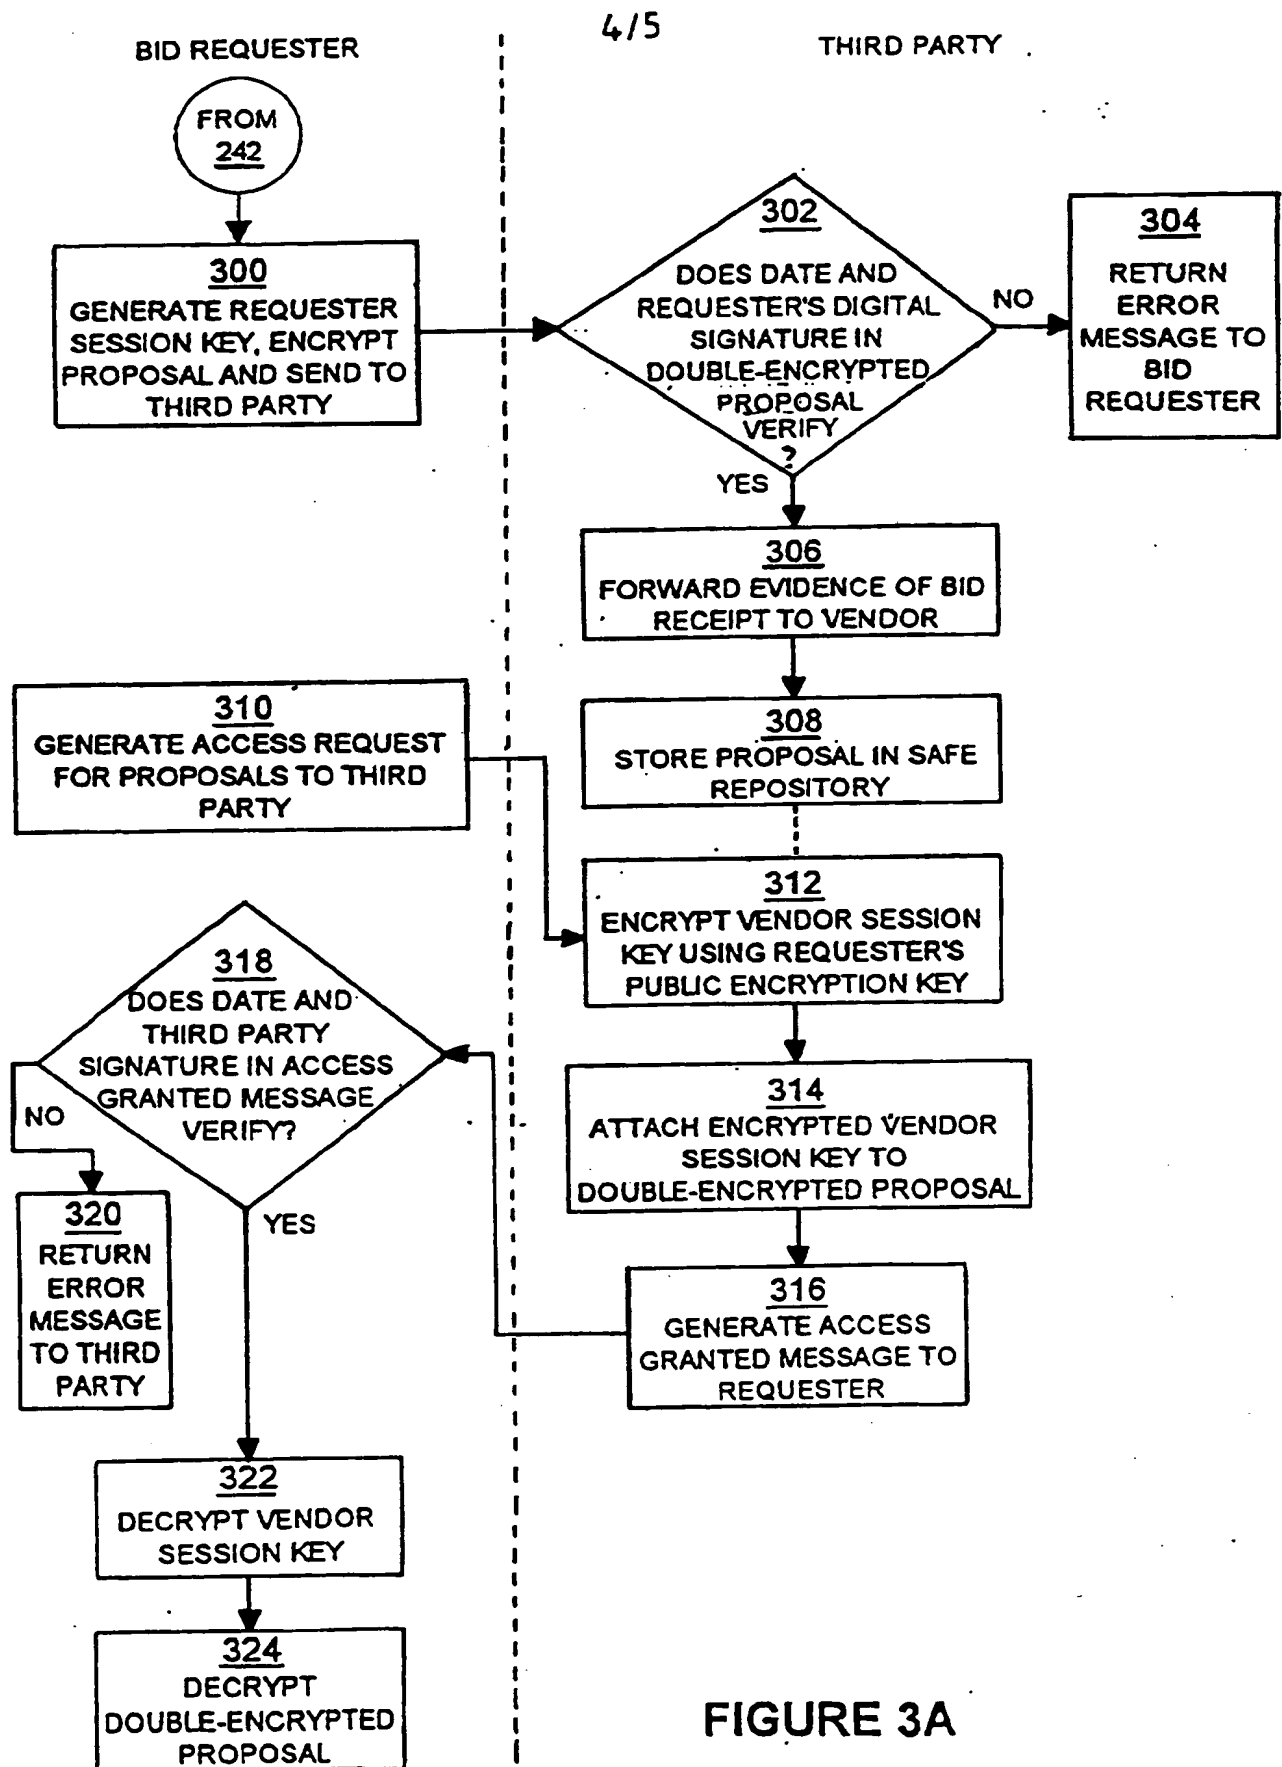 4/5
BID REQUESTER
THIRD PARTY
FROM
242
300
GENERATE REQUESTER
SESSION KEY, ENCRYPT
PROPOSAL AND SEND TO
THIRD PARTY
302
DOES DATE AND
REQUESTER'S DIGITAL
SIGNATURE IN
DOUBLE-ENCRYPTED
PROPOSAL
VERIFY
?
NO
304
RETURN
ERROR
MESSAGE TO
BID
REQUESTER
YES
306
FORWARD EVIDENCE OF BID
RECEIPT TO VENDOR
308
STORE PROPOSAL IN SAFE
REPOSITORY
310
GENERATE ACCESS REQUEST
FOR PROPOSALS TO THIRD
PARTY
312
ENCRYPT VENDOR SESSION
KEY USING REQUESTER'S
PUBLIC ENCRYPTION KEY
314
ATTACH ENCRYPTED VENDOR
SESSION KEY TO
DOUBLE-ENCRYPTED PROPOSAL
316
GENERATE ACCESS
GRANTED MESSAGE TO
REQUESTER
318
DOES DATE AND
THIRD PARTY
SIGNATURE IN ACCESS
GRANTED MESSAGE
VERIFY?
NO
320
RETURN
ERROR
MESSAGE
TO THIRD
PARTY
YES
322
DECRYPT VENDOR
SESSION KEY
324
DECRYPT
DOUBLE-ENCRYPTED
PROPOSAL
FIGURE 3A